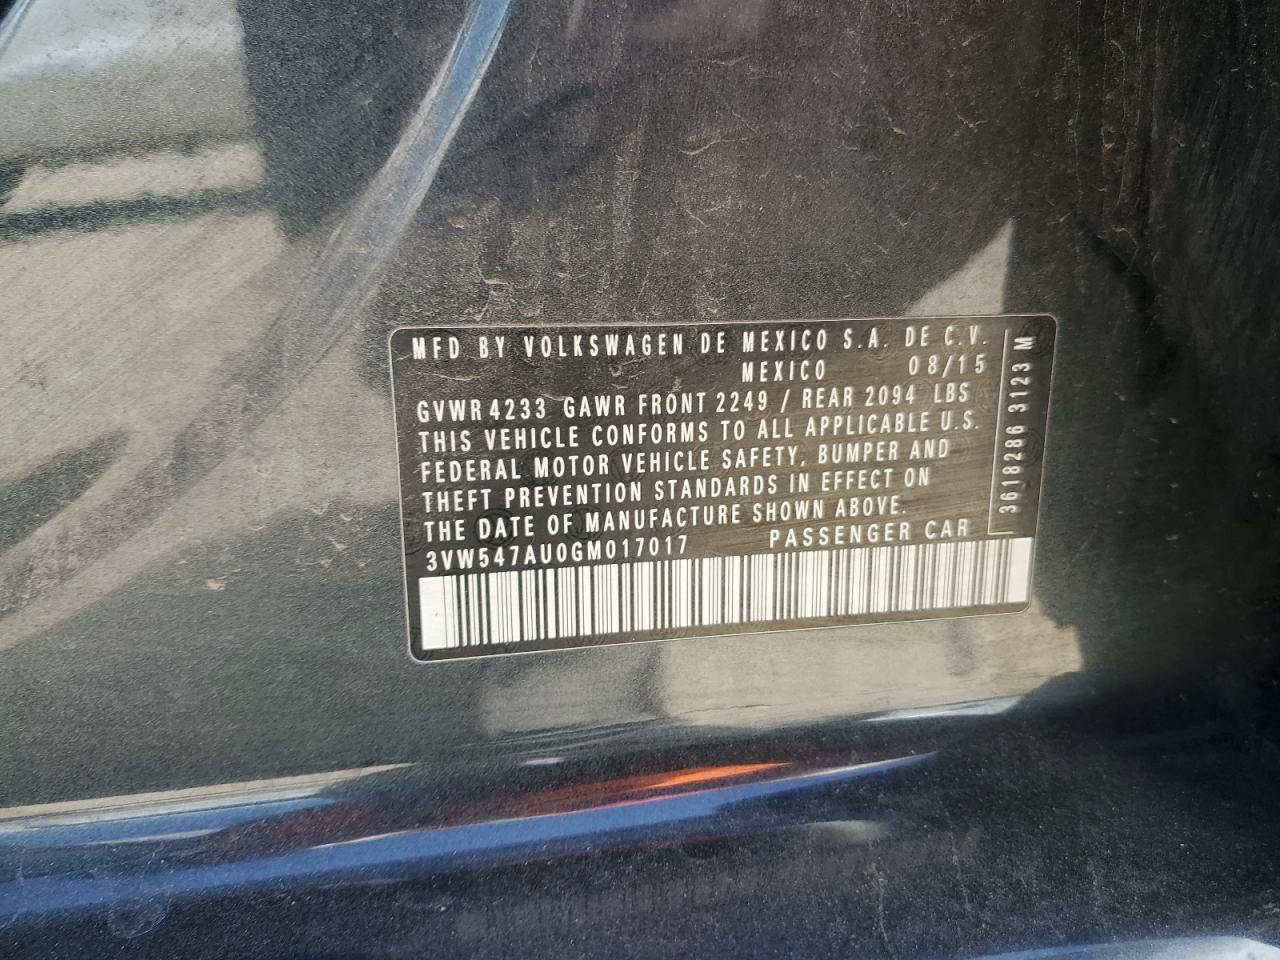 MFD BY VOLKSWAGEN DE MEXICO S.A. DE C.V.
MEXICO 08/15
GVWR 4233 GAWR FRONT 2249 / REAR 2094 LBS
THIS VEHICLE CONFORMS TO ALL APPLICABLE U.S.
FEDERAL MOTOR VEHICLE SAFETY, BUMPER AND
THEFT PREVENTION STANDARDS IN EFFECT ON
THE DATE OF MANUFACTURE SHOWN ABOVE.
3VW547AU0GM017017 PASSENGER CAR
3618286 3123 M